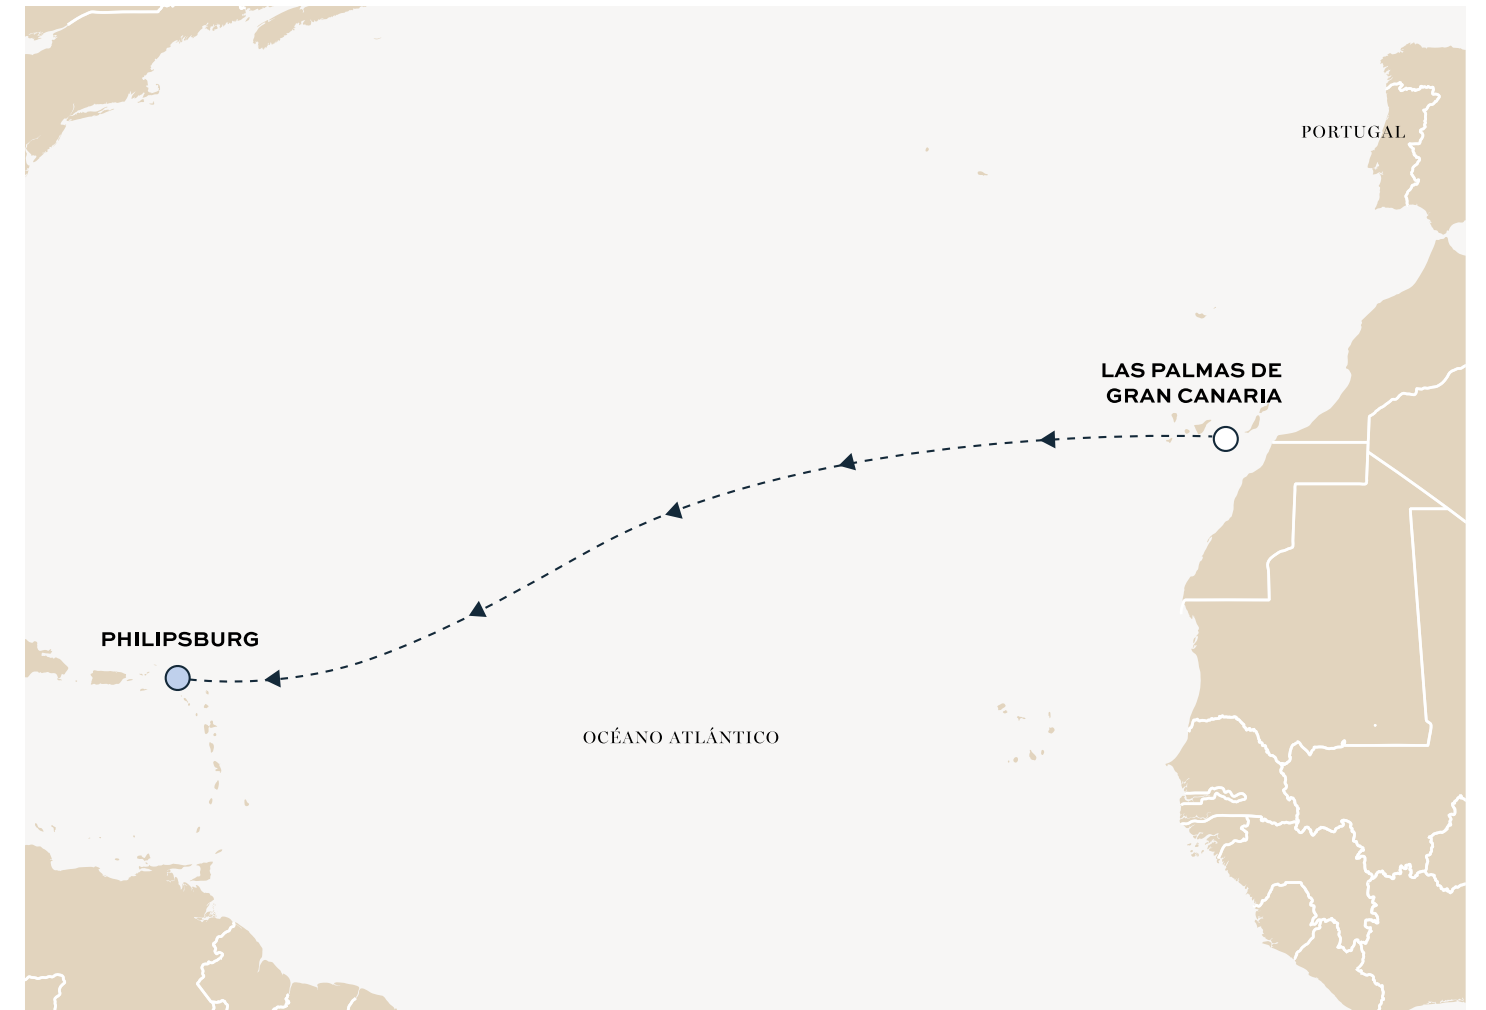 PORTUGAL
LAS PALMAS DE
GRAN CANARIA
PHILIPSBURG
OCÉANO ATLÁNTICO